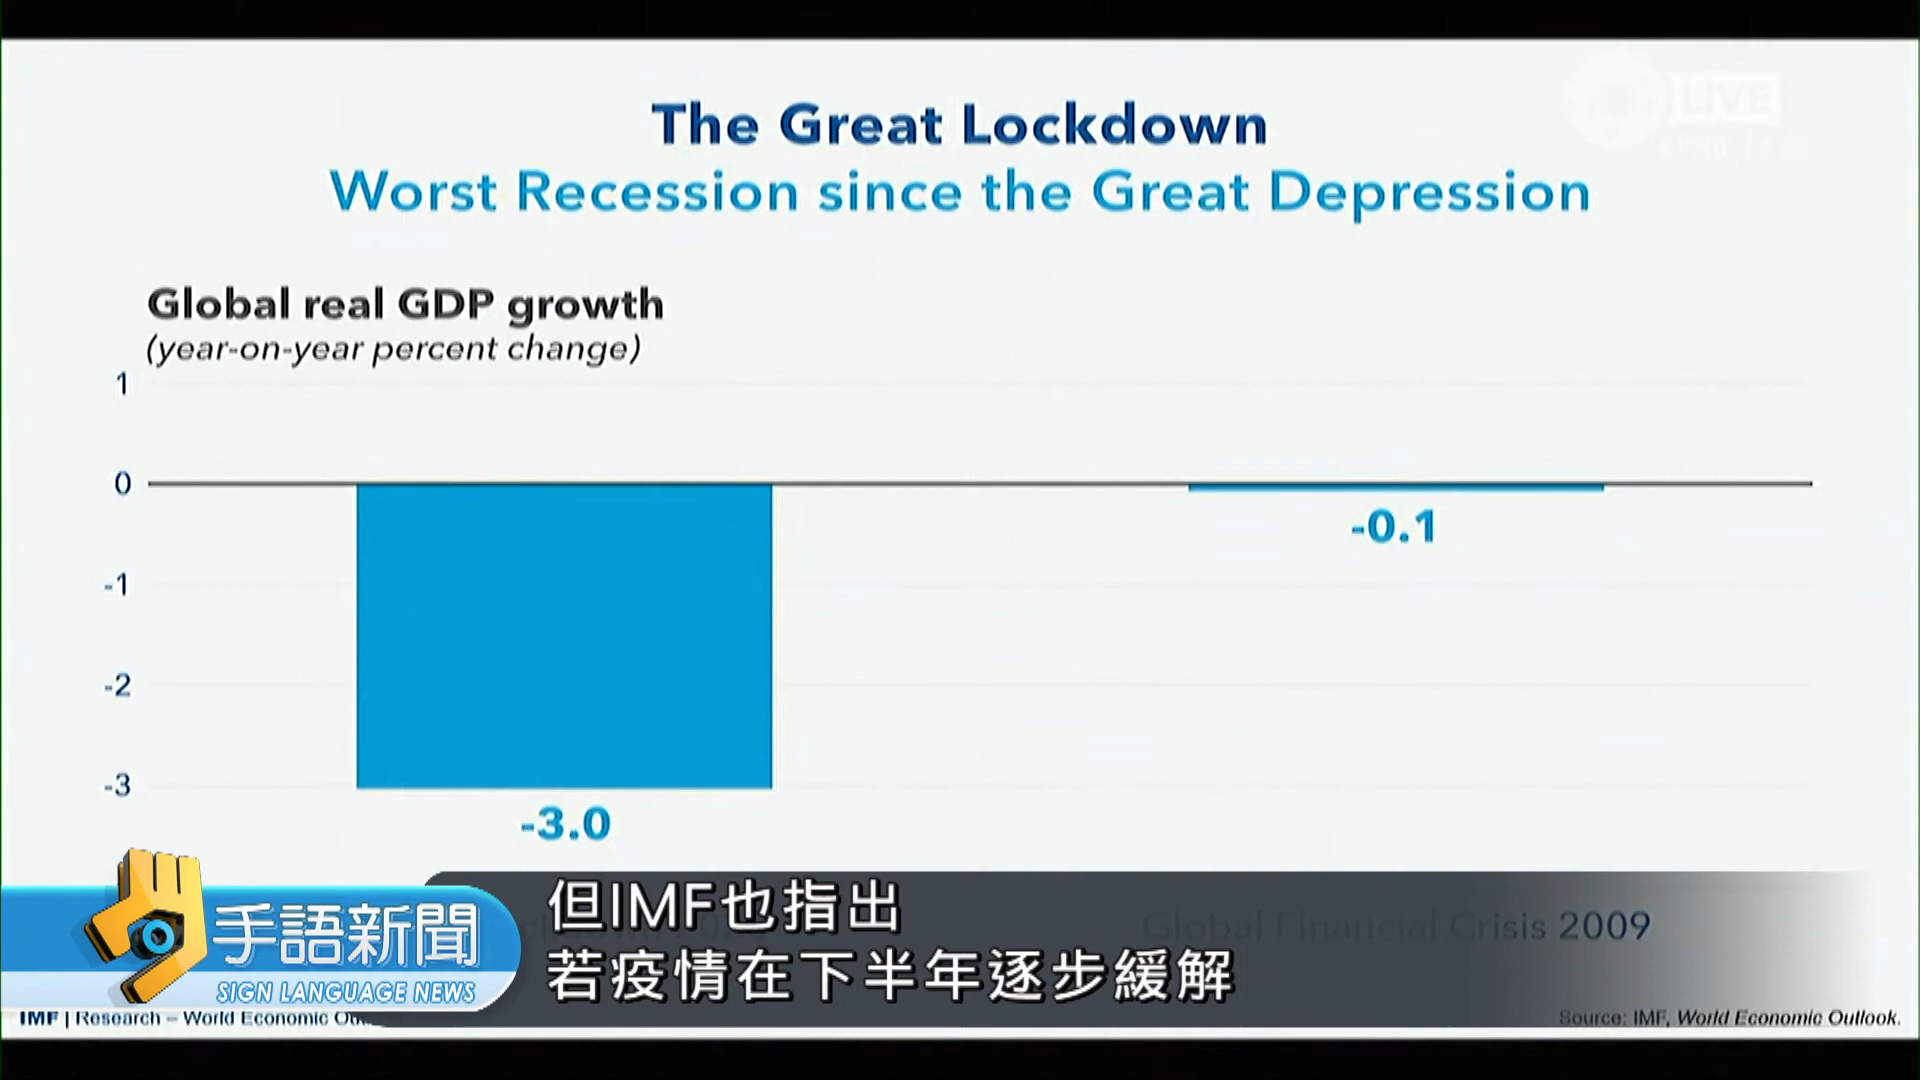 LIVE
The Great Lockdown
Worst Recession since the Great Depression
Global real GDP growth
(year-on-year percent change)
1
0
-1
-2
-3
-3.0
-0.1
Global Financial Crisis 2009
但IMF也指出
若疫情在下半年逐步緩解
手語新聞
SIGN LANGUAGE NEWS
IMF | Research – World Economic
Source: IMF, World Economic Outlook.